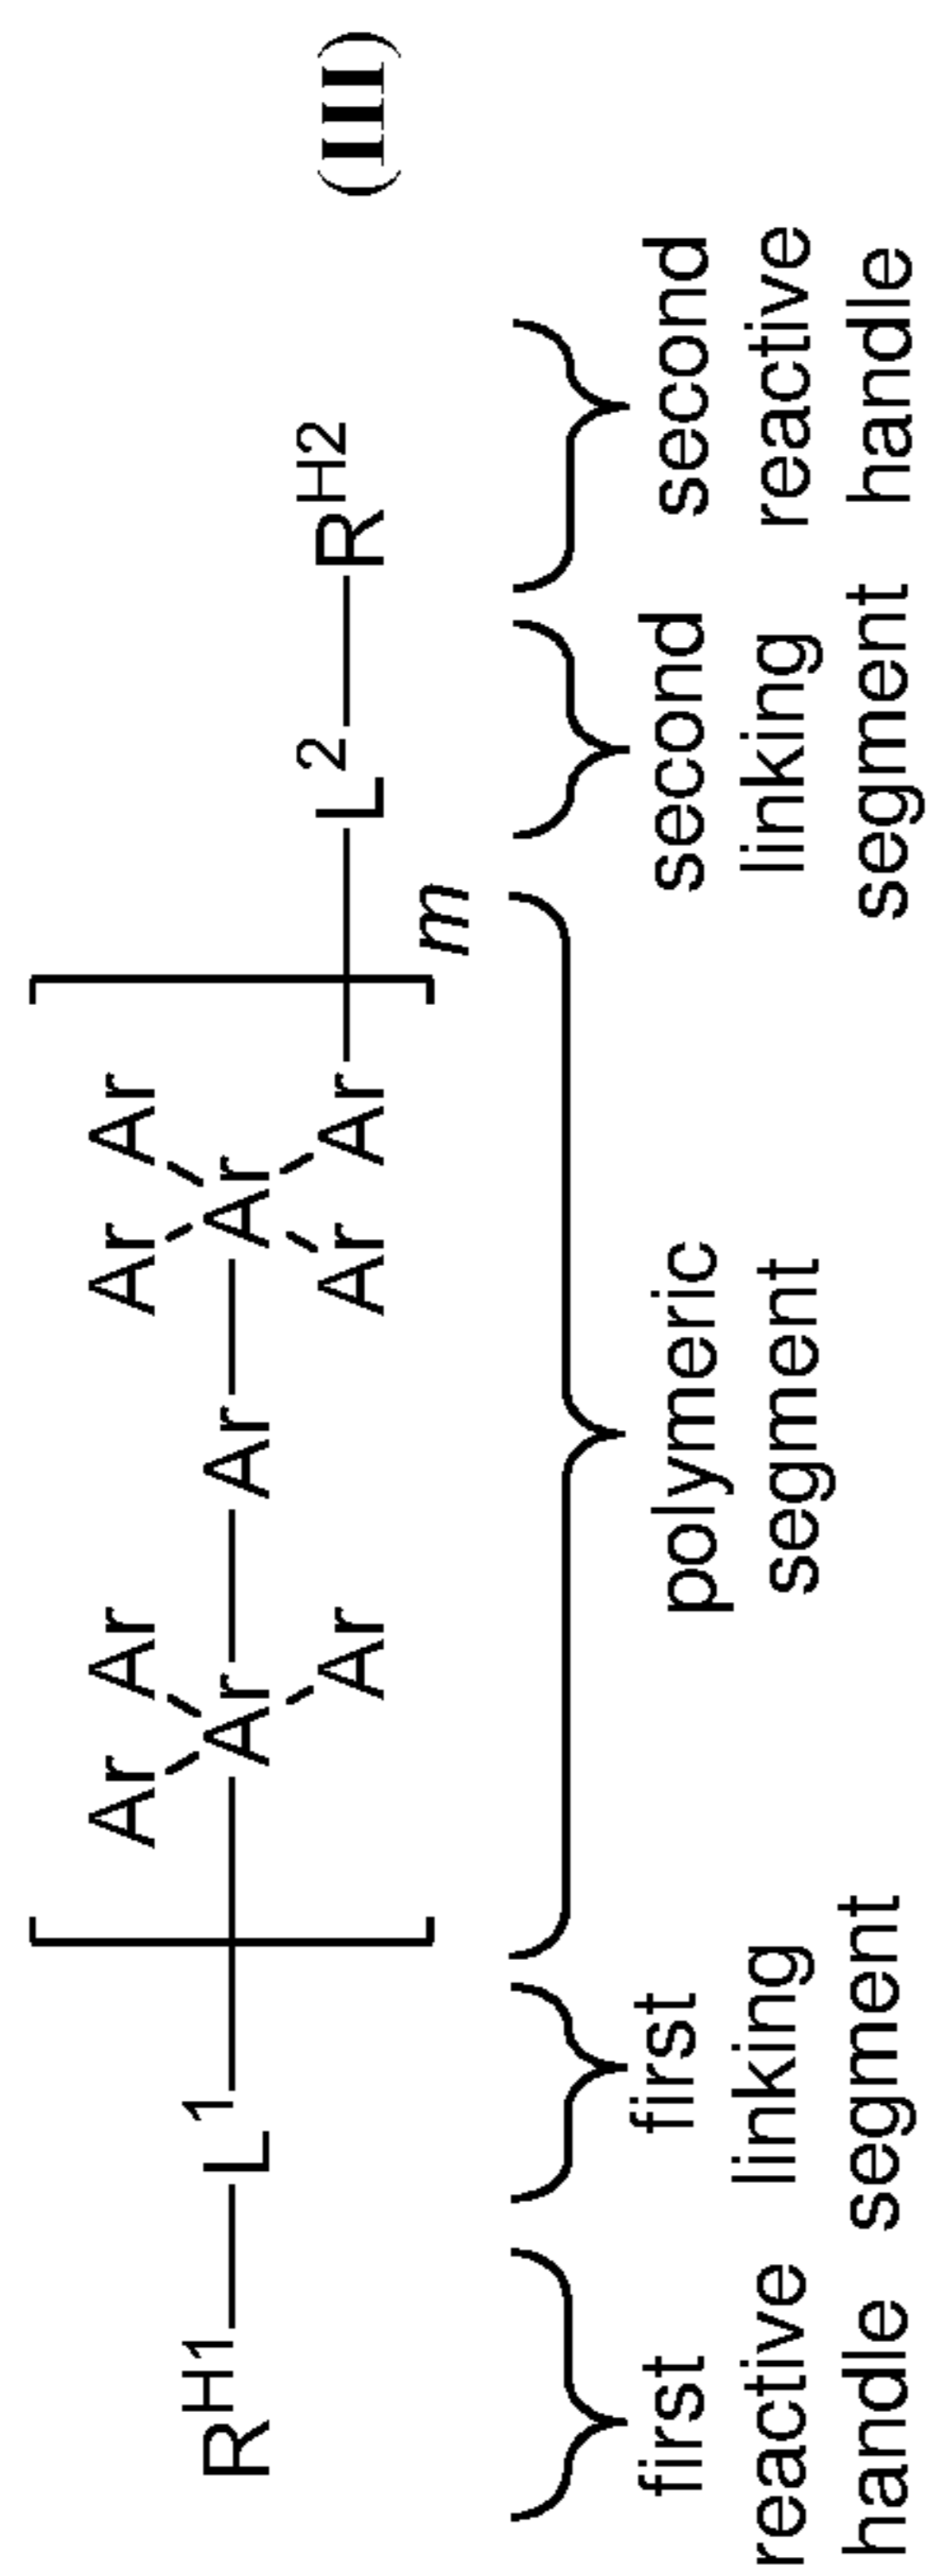 Ar Ar Ar Ar
R^H1—L^1—Ar—Ar—Ar
Ar Ar Ar—L^2—R^H2 (III)
m
first reactive handle
first linking segment
polymeric segment
second linking segment
second reactive handle